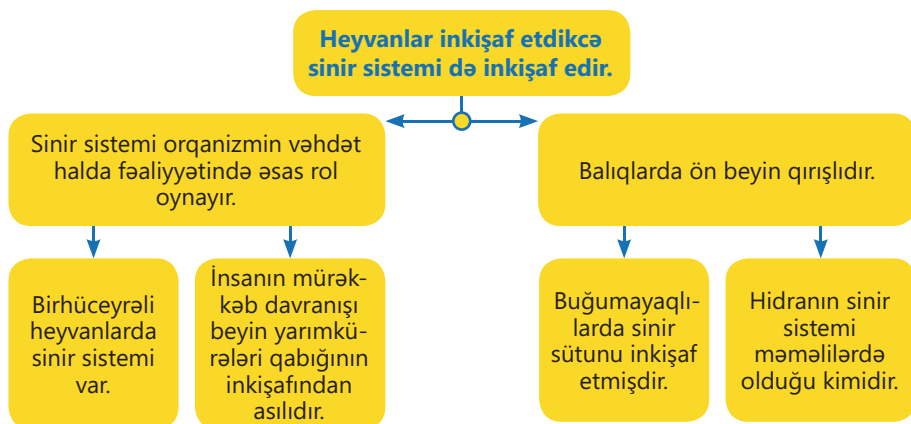 Heyvanlar inkişaf etdikcə
sinir sistemi də inkişaf edir.
Sinir sistemi orqanizmin vəhdət
halda fəaliyyətində əsas rol
oynayır.
Balıqlarda ön beyin qırışlıdır.
Birhüceyrəli
heyvanlarda
sinir sistemi
var.
İnsanın mürək-
kəb davranışı
beyin yarımkü-
rələri qabığının
inkişafından
asılıdır.
Buğumayaqlı-
larda sinir
sütunu inkişaf
etmişdir.
Hidranın sinir
sistemi
məməlilərdə
olduğu kimidir.